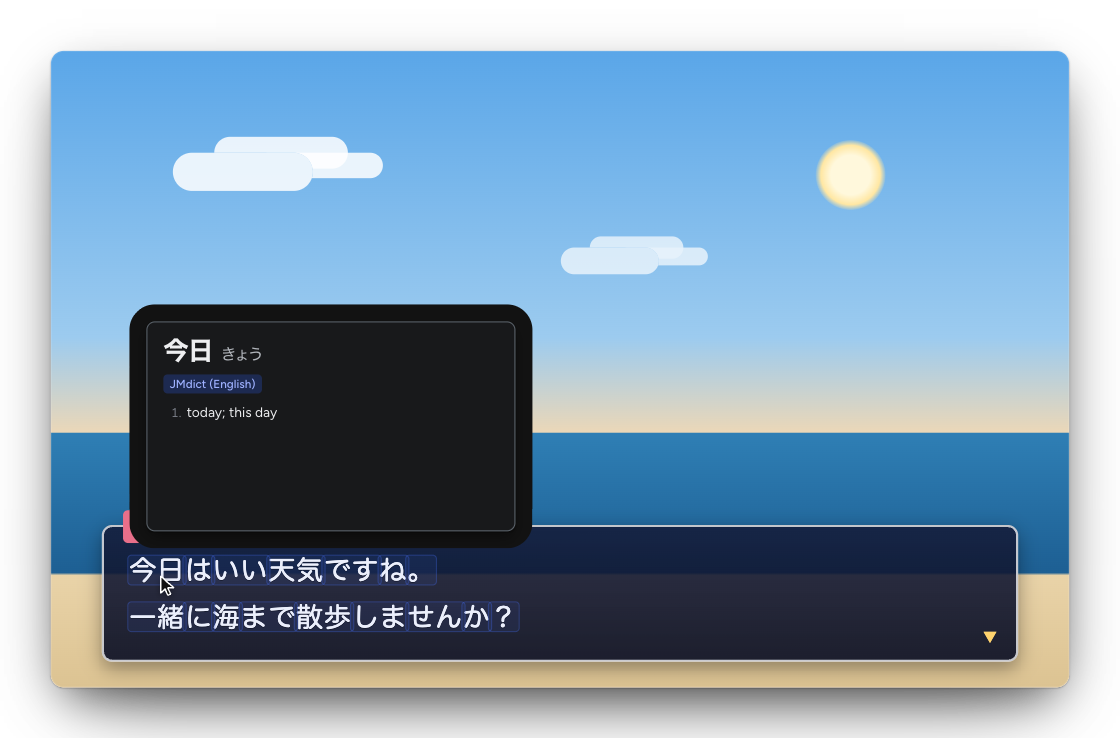 今日 きょう
JMdict (English)
1. today; this day
今日はいい天気ですね。
一緒に海まで散歩しませんか？